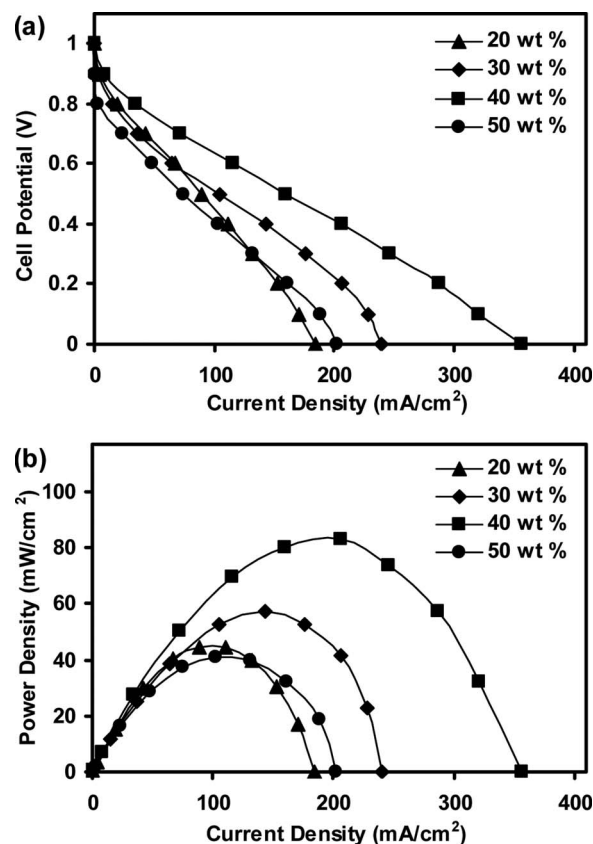 (a)
20 wt %
30 wt %
40 wt %
50 wt %
1
0.8
0.6
0.4
0.2
0
Cell Potential (V)
0 100 200 300 400
Current Density (mA/cm²)
(b)
20 wt %
30 wt %
40 wt %
50 wt %
100
80
60
40
20
0
Power Density (mW/cm²)
0 100 200 300 400
Current Density (mA/cm²)